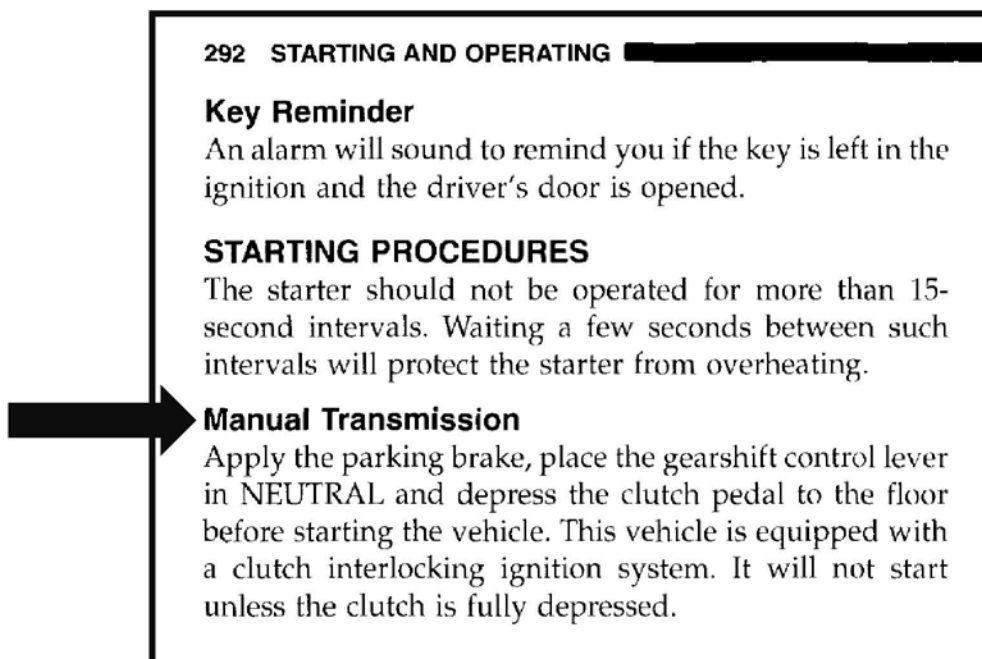 292 STARTING AND OPERATING
Key Reminder
An alarm will sound to remind you if the key is left in the
ignition and the driver's door is opened.
STARTING PROCEDURES
The starter should not be operated for more than 15-
second intervals. Waiting a few seconds between such
intervals will protect the starter from overheating.
Manual Transmission
Apply the parking brake, place the gearshift control lever
in NEUTRAL and depress the clutch pedal to the floor
before starting the vehicle. This vehicle is equipped with
a clutch interlocking ignition system. It will not start
unless the clutch is fully depressed.